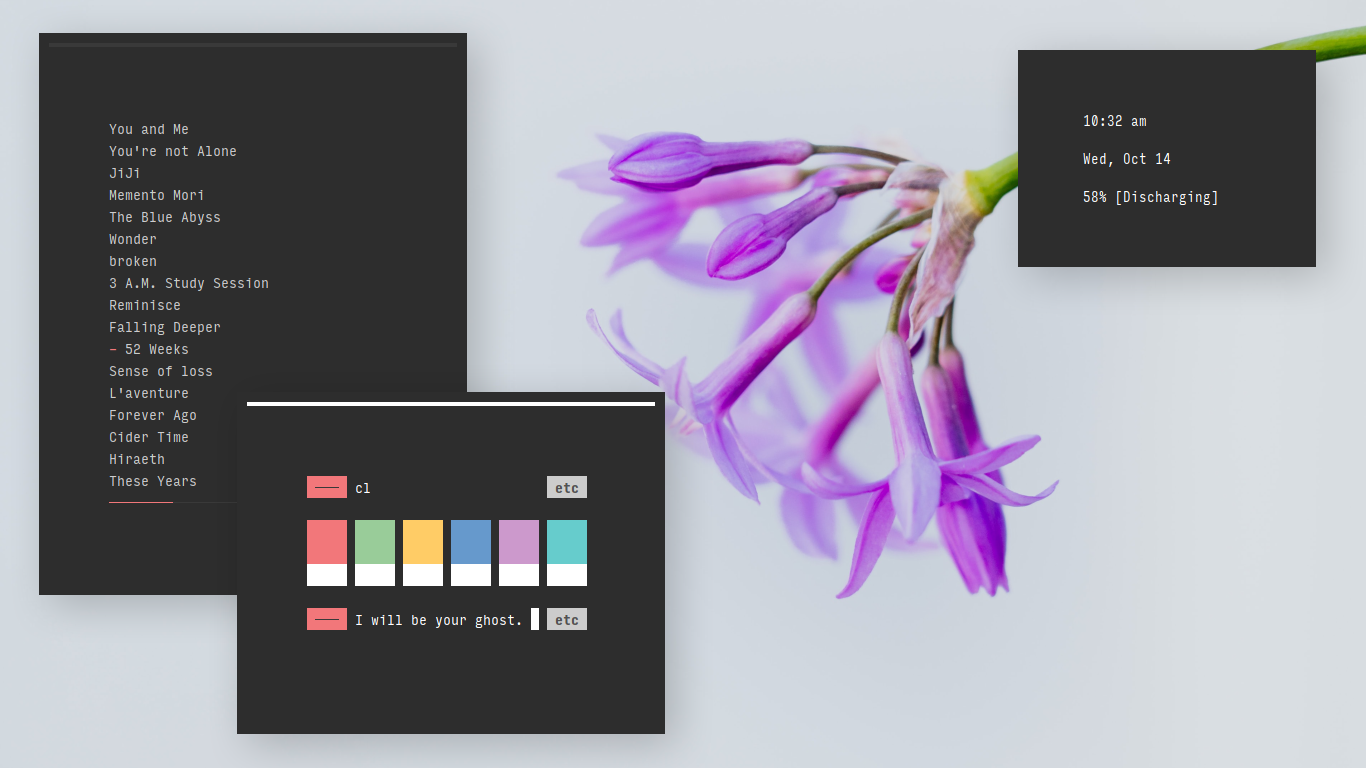 You and Me
You're not Alone
JiJi
Memento Mori
The Blue Abyss
Wonder
broken
3 A.M. Study Session
Reminisce
Falling Deeper
– 52 Weeks
Sense of loss
L'aventure
Forever Ago
Cider Time
Hiraeth
These Years
cl etc
I will be your ghost. etc
10:32 am
Wed, Oct 14
58% [Discharging]